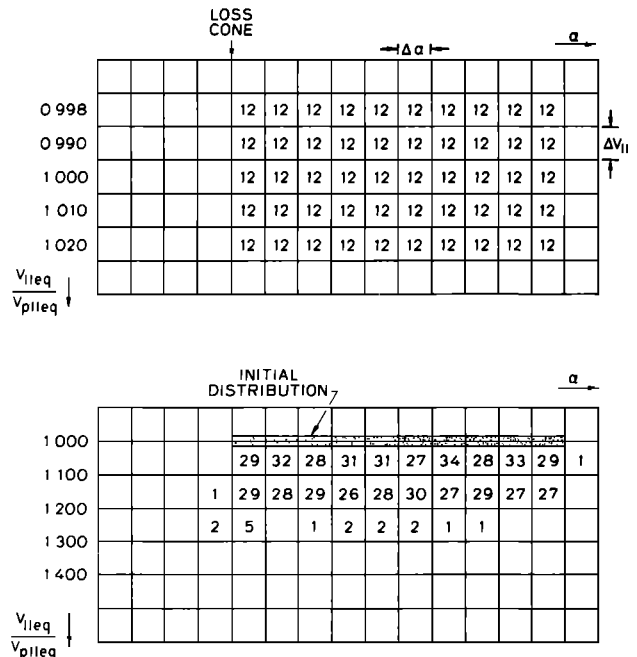 LOSS
CONE
Δα
α
0 998 12 12 12 12 12 12 12 12 12 12
0 990 12 12 12 12 12 12 12 12 12 12
ΔV||
1 000 12 12 12 12 12 12 12 12 12 12
1 010 12 12 12 12 12 12 12 12 12 12
1 020 12 12 12 12 12 12 12 12 12 12
V||eq
Vp||eq
INITIAL
DISTRIBUTION
α
1 000
29 32 28 31 31 27 34 28 33 29 1
1 100
1 29 28 29 26 28 30 27 29 27 27
1 200
2 5 1 2 2 2 1 1
1 300
1 400
V||eq
Vp||eq